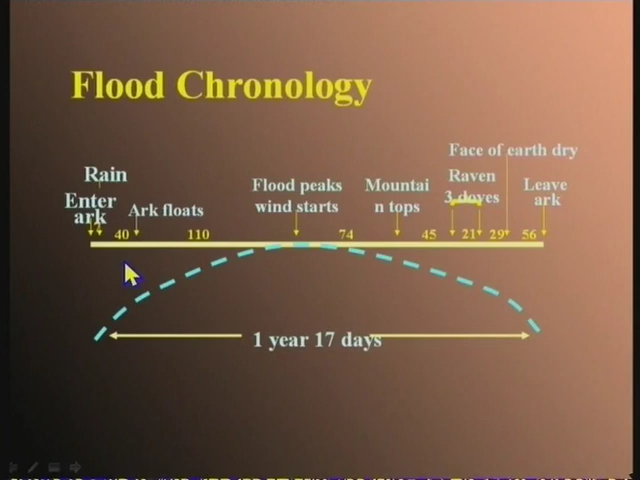 Flood Chronology
Face of earth dry
Rain
Raven
3 doves
Flood peaks
wind starts
Mountai
n tops
Leave
ark
Enter
ark
Ark floats
40
110
74
45
21
29
56
1 year 17 days